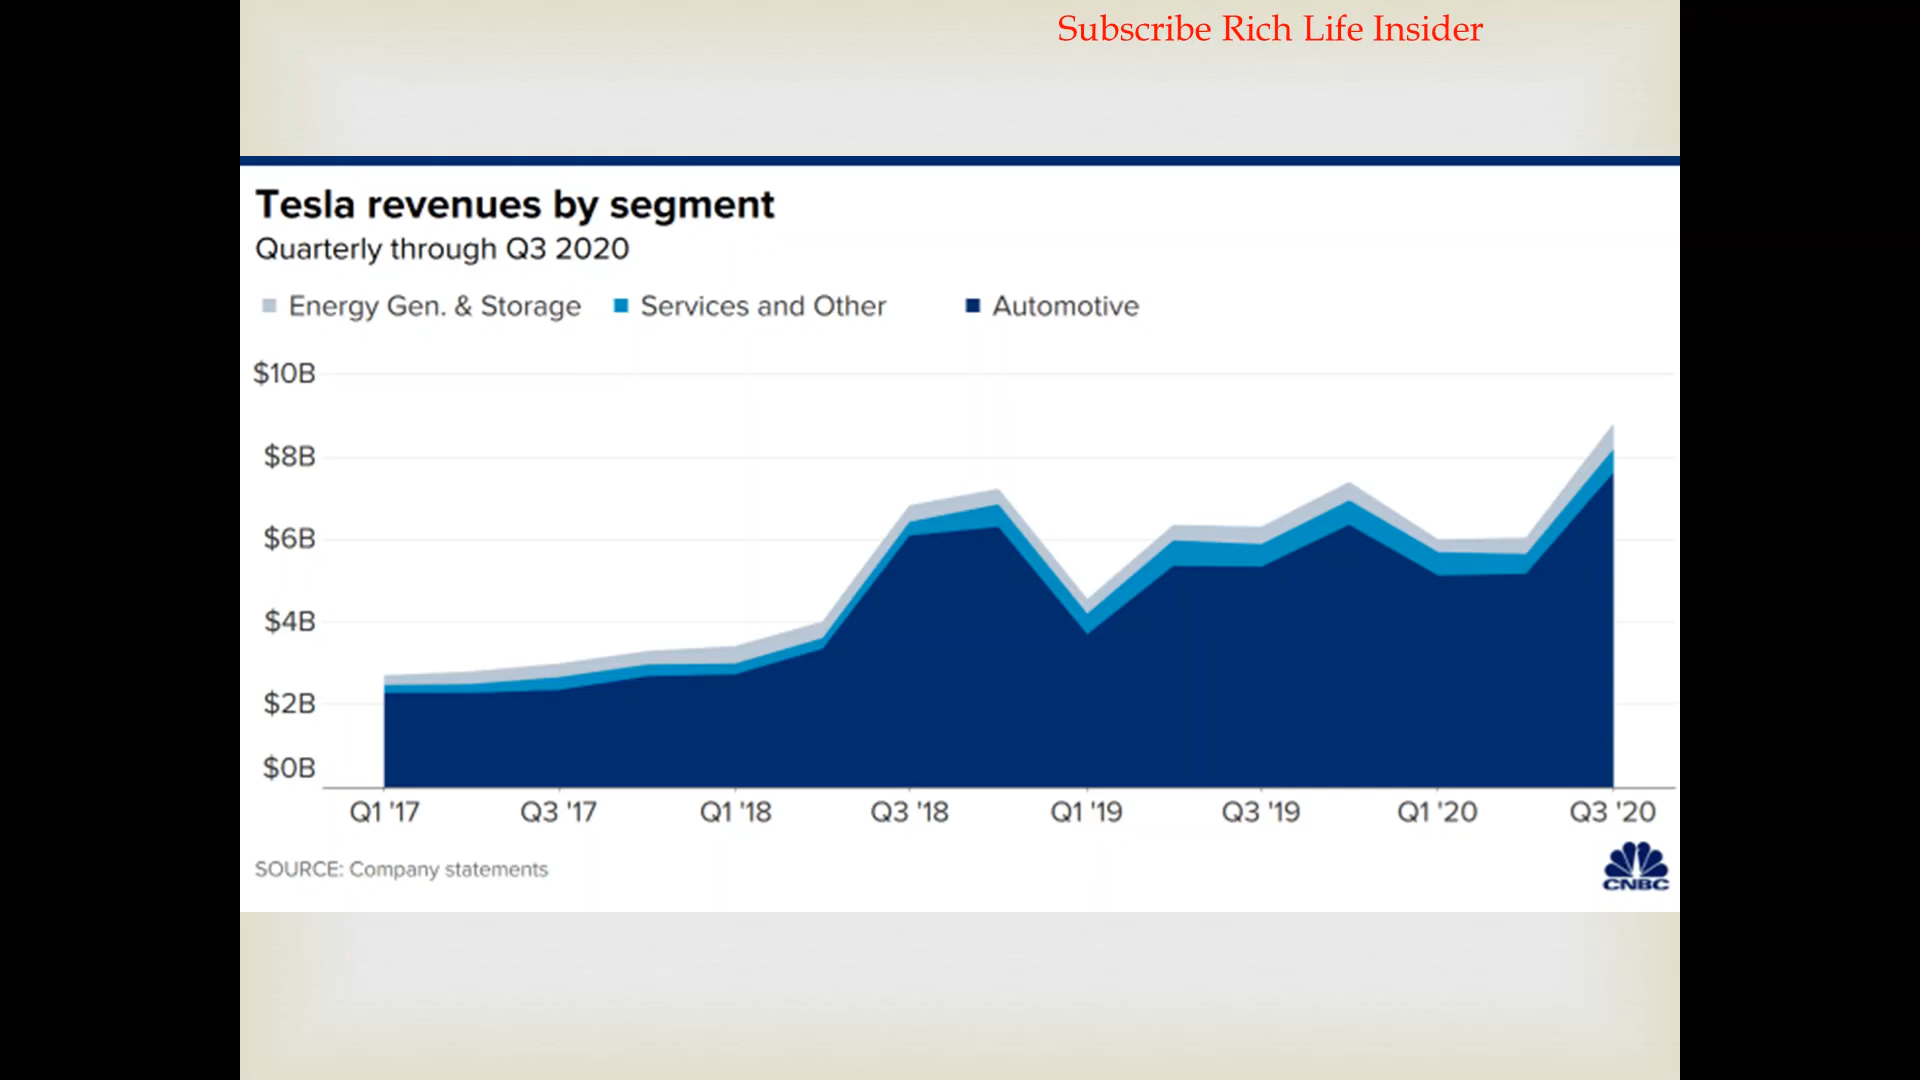 Subscribe Rich Life Insider
Tesla revenues by segment
Quarterly through Q3 2020
Energy Gen. & Storage Services and Other Automotive
$10B
$8B
$6B
$4B
$2B
$0B
Q1 '17 Q3 '17 Q1 '18 Q3 '18 Q1 '19 Q3 '19 Q1 '20 Q3 '20
SOURCE: Company statements
CNBC